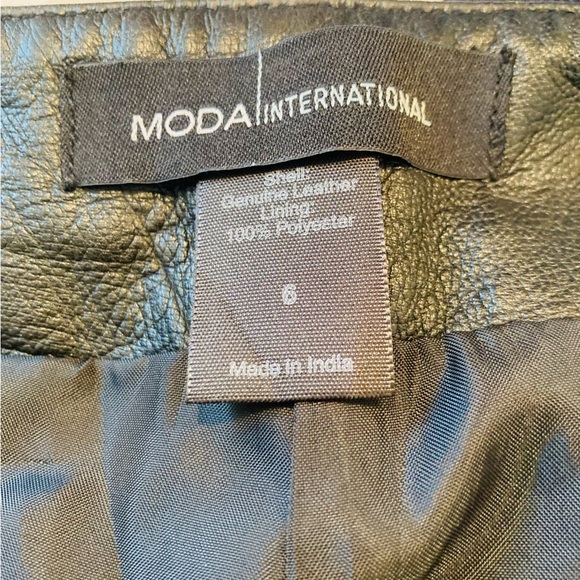 MODA INTERNATIONAL
Shell:
Genuine Leather
Lining:
100% Polyester
6
Made in India